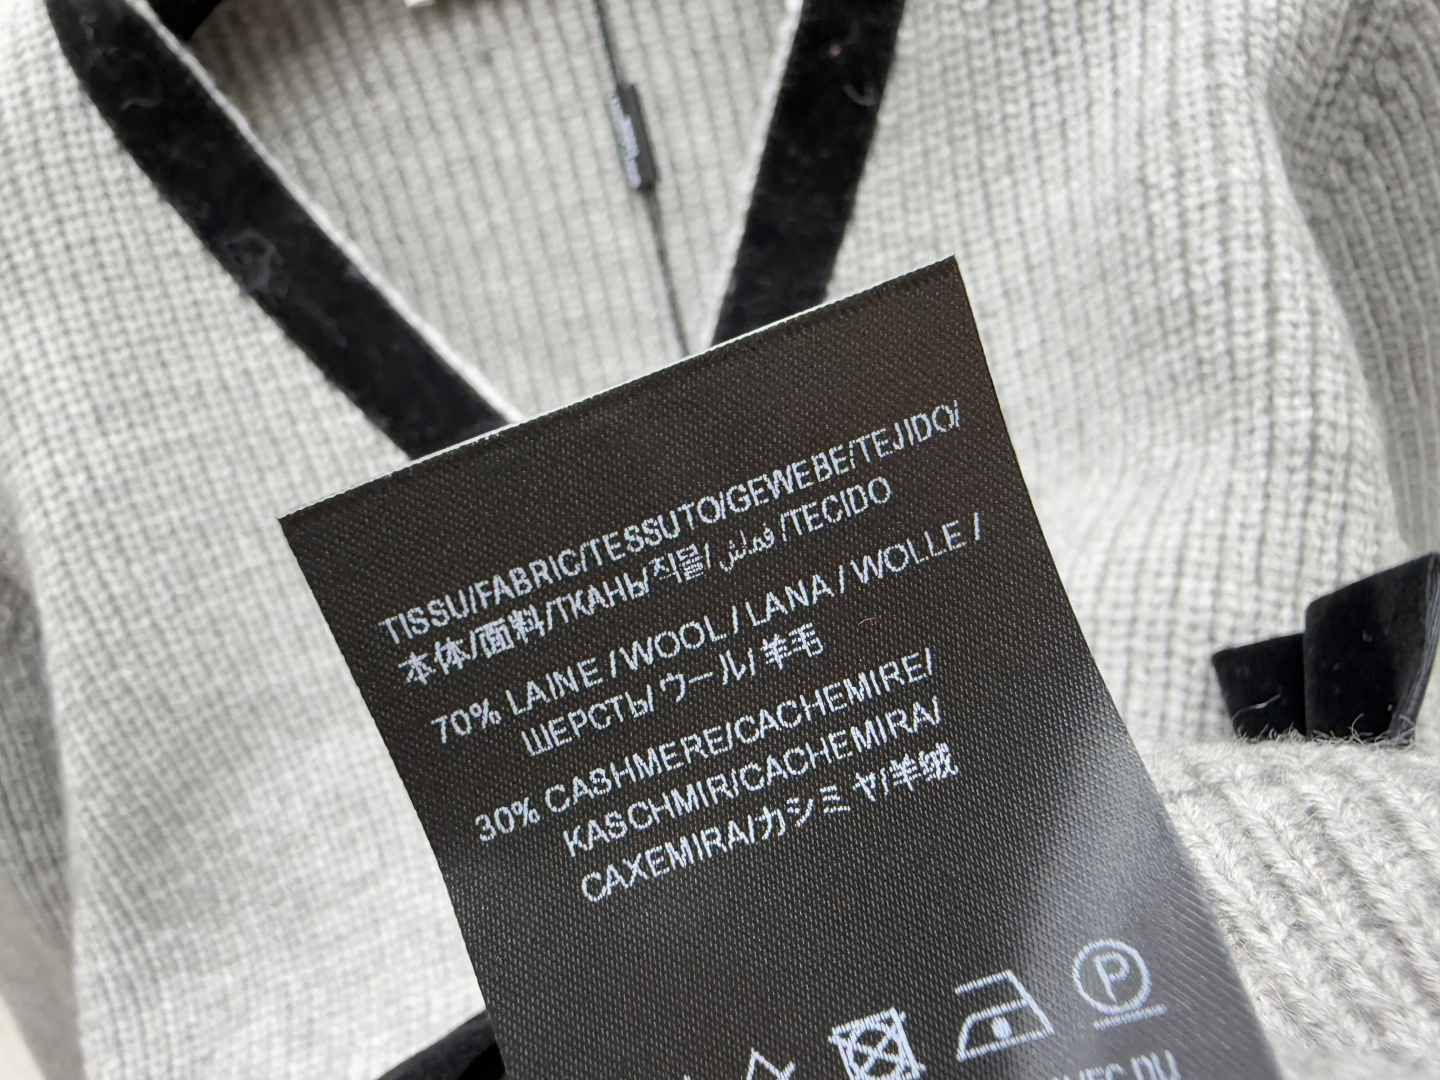 TISSU/FABRIC/TESSUTO/GEWEBE/TEJIDO/
本体/面料/ТКАНЬ/직물/قماش/TECIDO
70% LAINE / WOOL / LANA / WOLLE /
ШЕРСТЬ/ ウール/ 羊毛
30% CASHMERE/CACHEMIRE/
KASCHMIR/CACHEMIRA/
CAXEMIRA/カシミヤ/羊绒
P